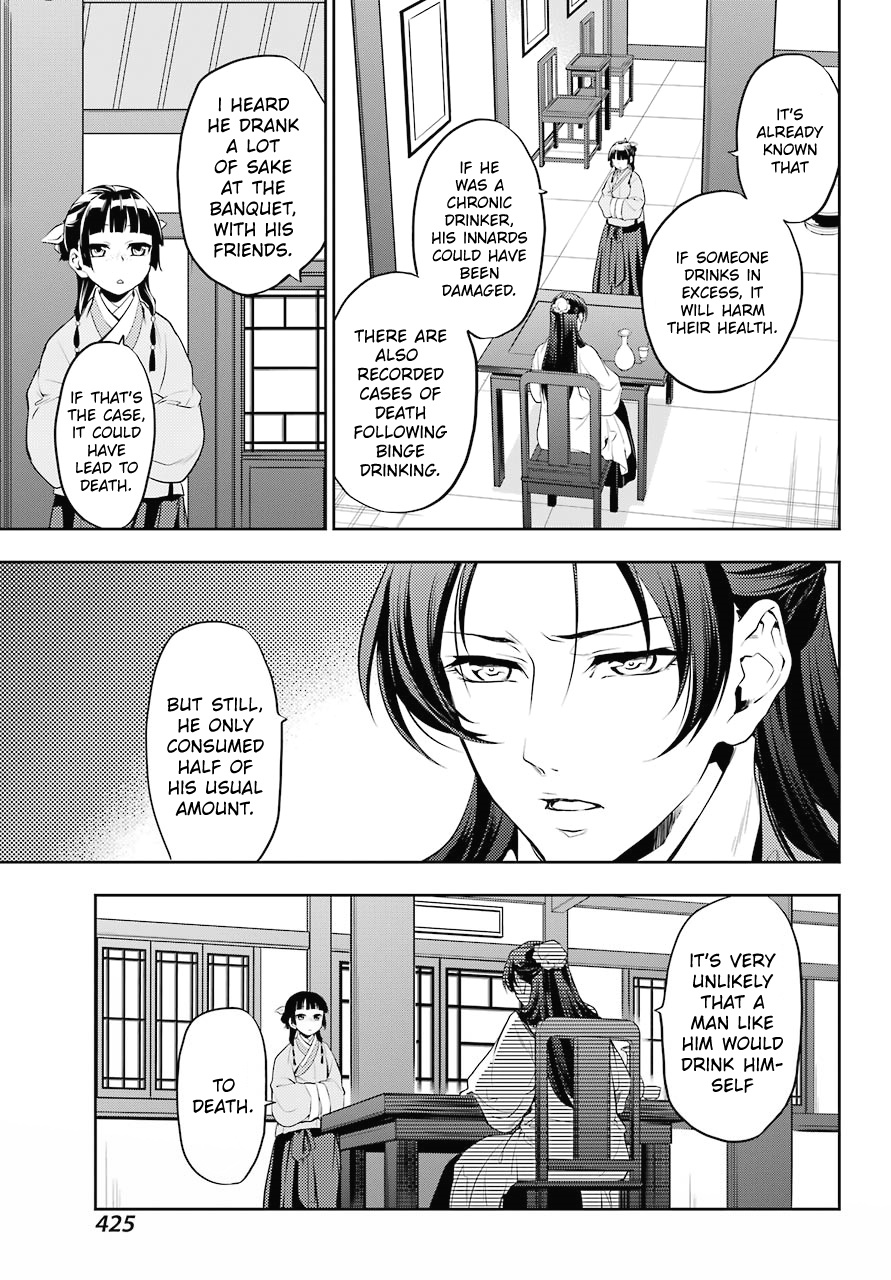 IT'S
ALREADY
KNOWN
THAT
IF SOMEONE
DRINKS IN
EXCESS, IT
WILL HARM
THEIR HEALTH.
IF HE
WAS A
CHRONIC
DRINKER,
HIS INNARDS
COULD HAVE
BEEN
DAMAGED.
THERE ARE
ALSO
RECORDED
CASES OF
DEATH
FOLLOWING
BINGE
DRINKING.
I HEARD
HE DRANK
A LOT
OF SAKE
AT THE
BANQUET,
WITH HIS
FRIENDS.
IF THAT'S
THE CASE,
IT COULD
HAVE
LEAD TO
DEATH.
BUT STILL,
HE ONLY
CONSUMED
HALF OF
HIS USUAL
AMOUNT.
IT'S VERY
UNLIKELY
THAT A
MAN LIKE
HIM WOULD
DRINK HIM-
SELF
TO
DEATH.
425